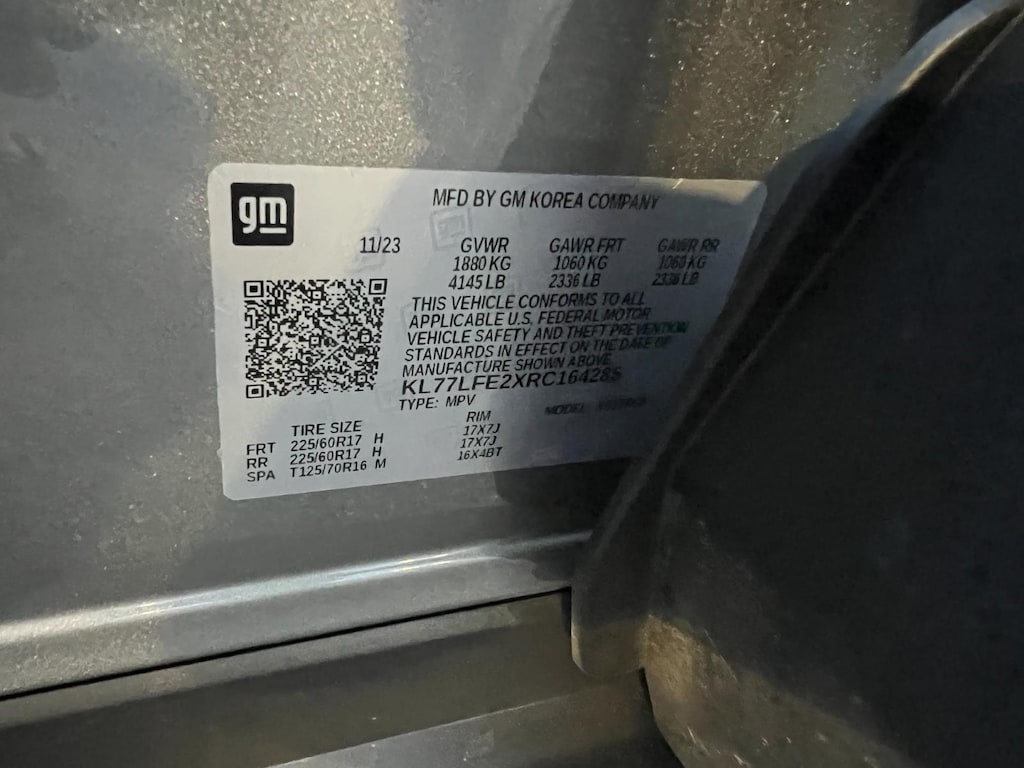 gm
MFD BY GM KOREA COMPANY
11/23 GVWR GAWR FRT GAWR RR
1880 KG 1060 KG 1060 KG
4145 LB 2336 LB 2336 LB
THIS VEHICLE CONFORMS TO ALL
APPLICABLE U.S. FEDERAL MOTOR
VEHICLE SAFETY AND THEFT PREVENTION
STANDARDS IN EFFECT ON THE DATE OF
MANUFACTURE SHOWN ABOVE.
KL77LFE2XRC164285
TYPE: MPV MODEL:
TIRE SIZE RIM
FRT 225/60R17 H 17X7J
RR 225/60R17 H 17X7J
SPA T125/70R16 M 16X4BT